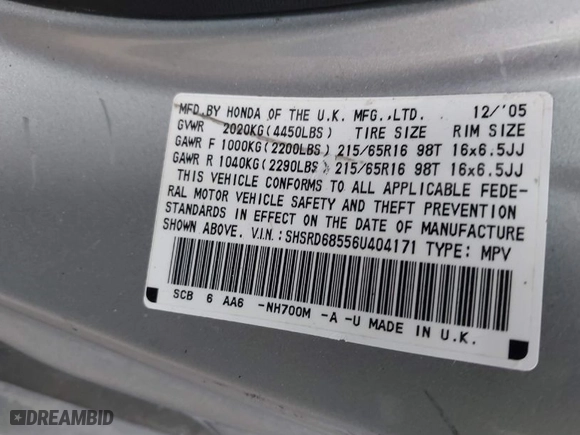 MFD.BY HONDA OF THE U.K. MFG.,LTD. 12/'05
GVWR 2020KG(4450LBS) TIRE SIZE RIM SIZE
GAWR F 1000KG(2200LBS) 215/65R16 98T 16x6.5JJ
GAWR R 1040KG(2290LBS) 215/65R16 98T 16x6.5JJ
THIS VEHICLE CONFORMS TO ALL APPLICABLE FEDE-
RAL MOTOR VEHICLE SAFETY AND THEFT PREVENTION
STANDARDS IN EFFECT ON THE DATE OF MANUFACTURE
SHOWN ABOVE. V.I.N.:SHSRD68556U404171 TYPE: MPV
SCB 6 AA6 -NH700M -A -U MADE IN U.K.
DREAMBID